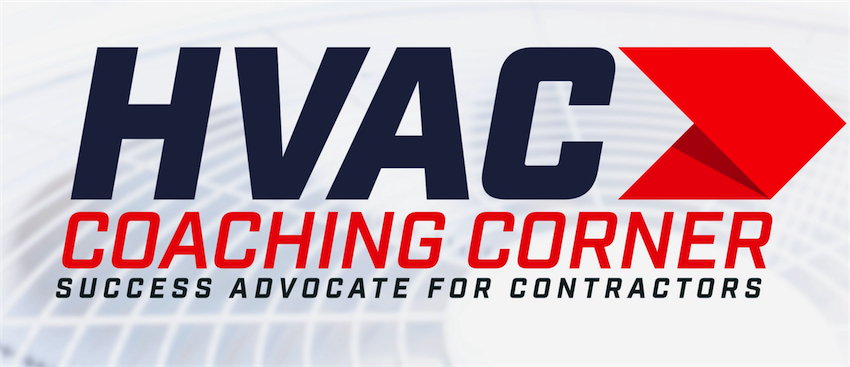 HVAC
COACHING CORNER
SUCCESS ADVOCATE FOR CONTRACTORS